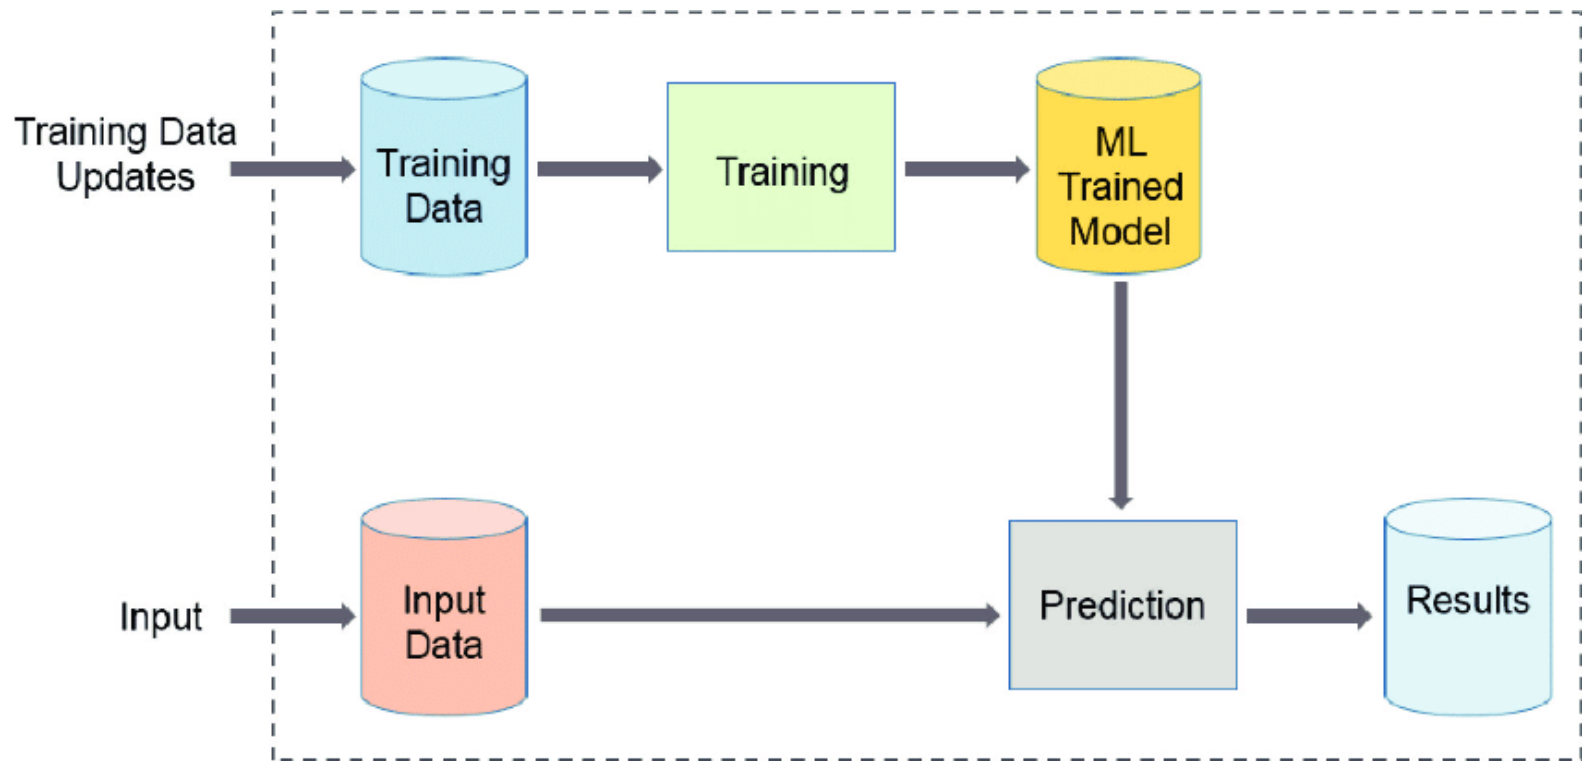 Training Data
Updates
Training
Data
Training
ML
Trained
Model
Input
Input
Data
Prediction
Results